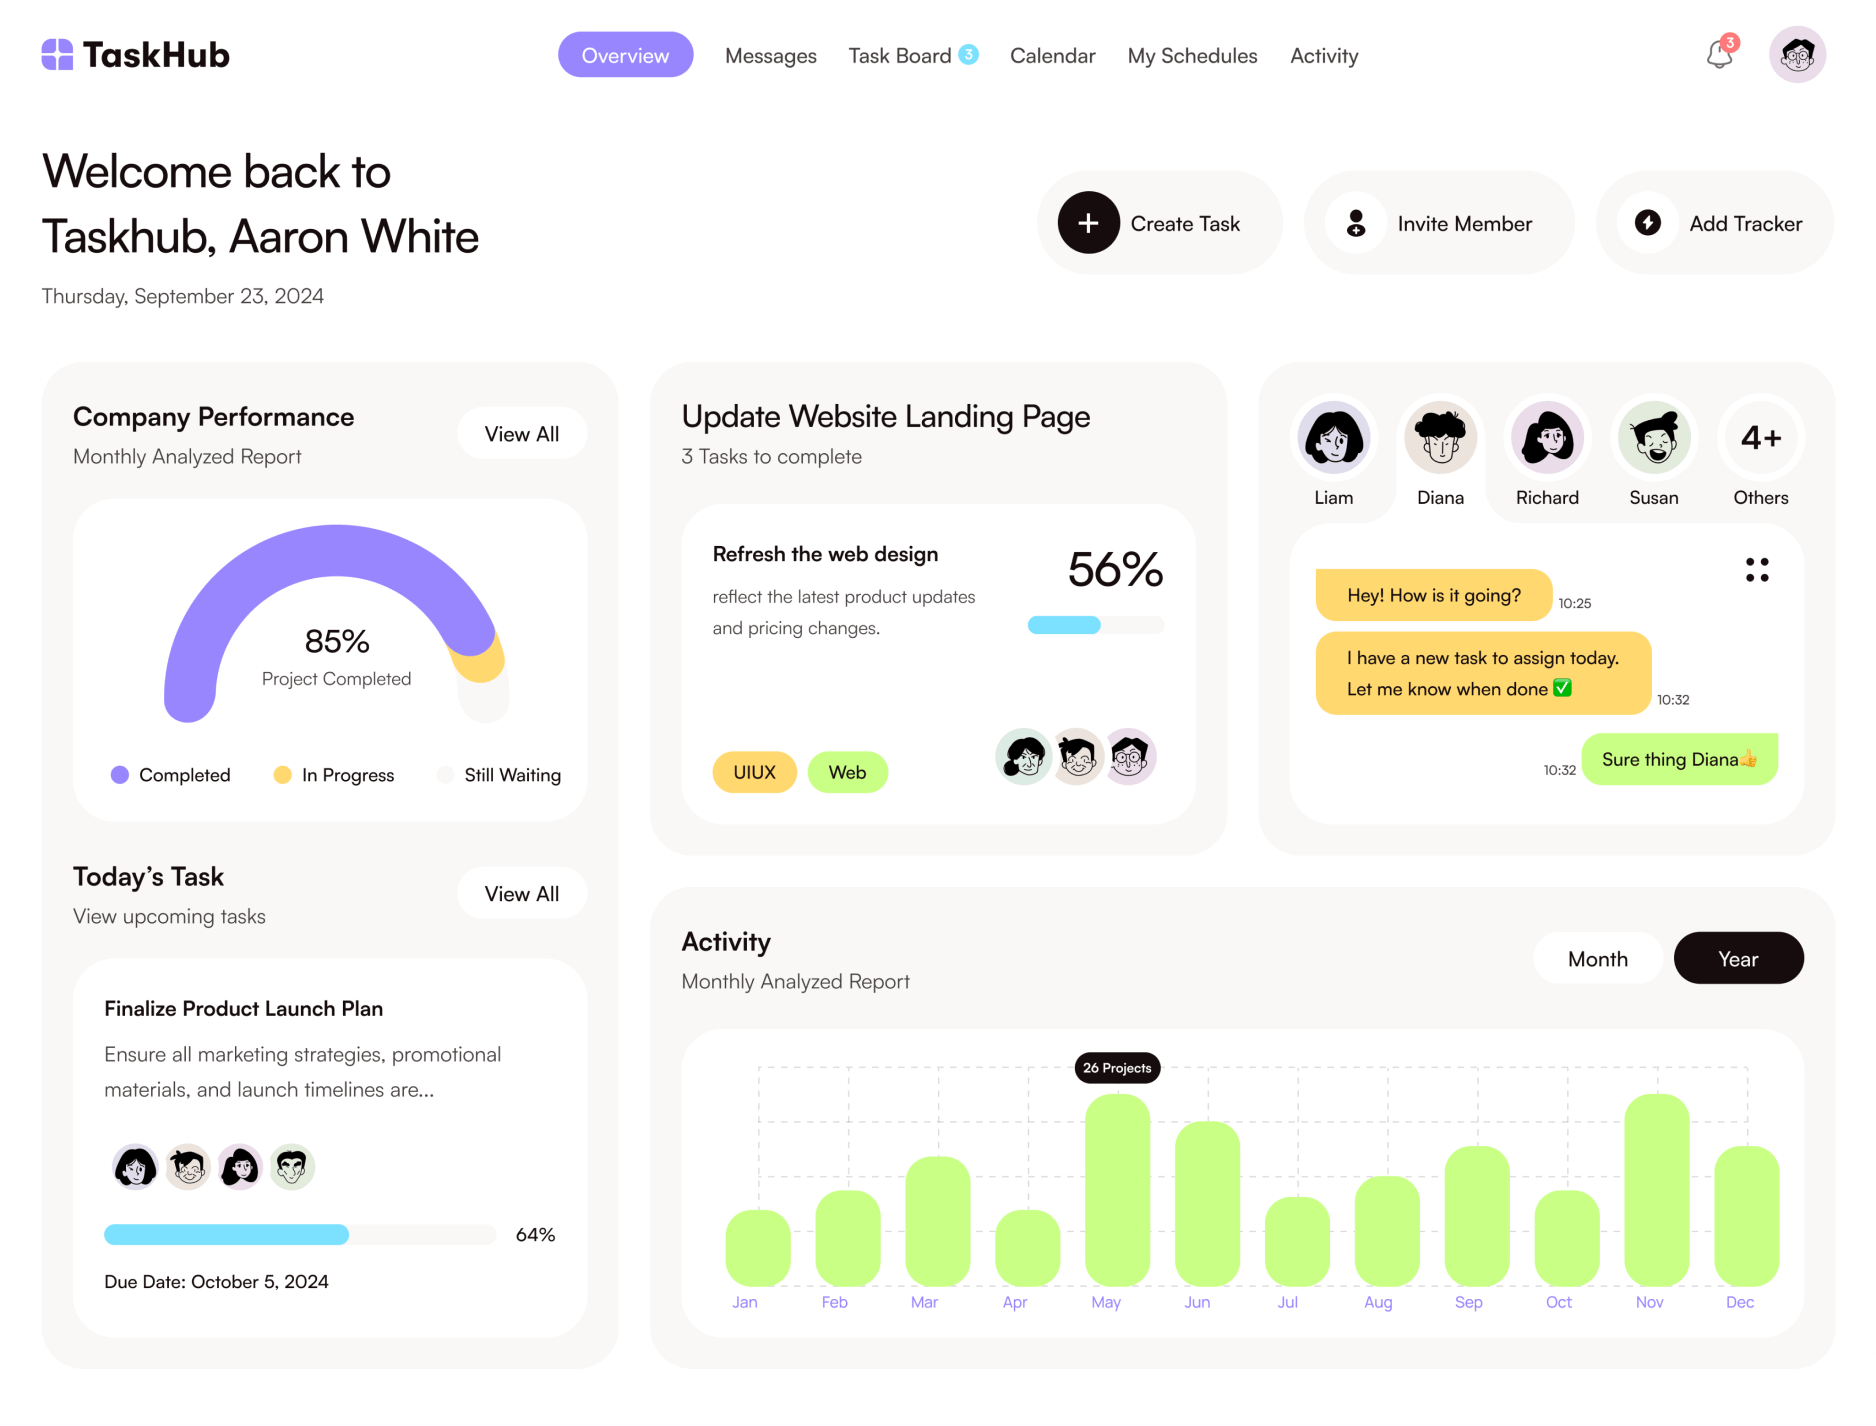 TaskHub
Overview
Messages
Task Board 3
Calendar
My Schedules
Activity
3
Welcome back to
Taskhub, Aaron White
Thursday, September 23, 2024
Create Task
Invite Member
Add Tracker
Company Performance
Monthly Analyzed Report
View All
85%
Project Completed
Completed
In Progress
Still Waiting
Today’s Task
View upcoming tasks
View All
Finalize Product Launch Plan
Ensure all marketing strategies, promotional
materials, and launch timelines are...
64%
Due Date: October 5, 2024
Update Website Landing Page
3 Tasks to complete
Refresh the web design
reflect the latest product updates
and pricing changes.
56%
UIUX
Web
4+
Liam
Diana
Richard
Susan
Others
Hey! How is it going?
10:25
I have a new task to assign today.
Let me know when done ✅
10:32
Sure thing Diana👍
10:32
Activity
Monthly Analyzed Report
Month
Year
26 Projects
Jan
Feb
Mar
Apr
May
Jun
Jul
Aug
Sep
Oct
Nov
Dec